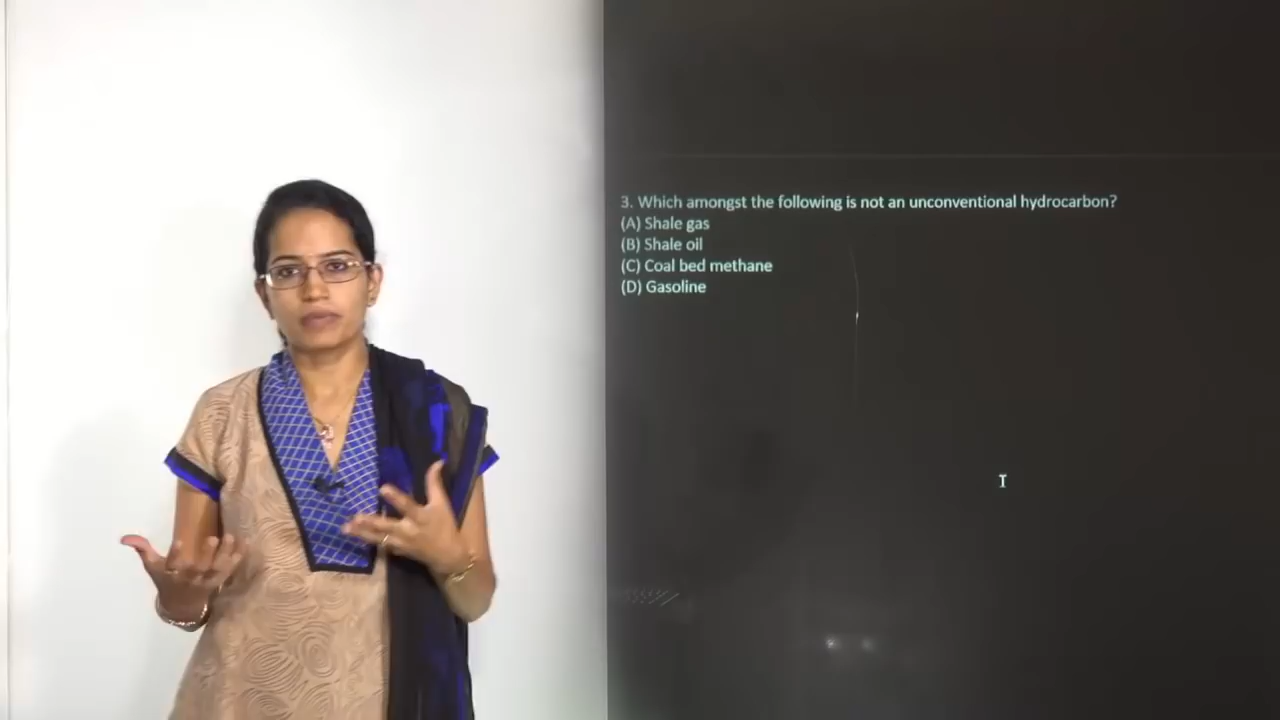 3. Which amongst the following is not an unconventional hydrocarbon?
(A) Shale gas
(B) Shale oil
(C) Coal bed methane
(D) Gasoline